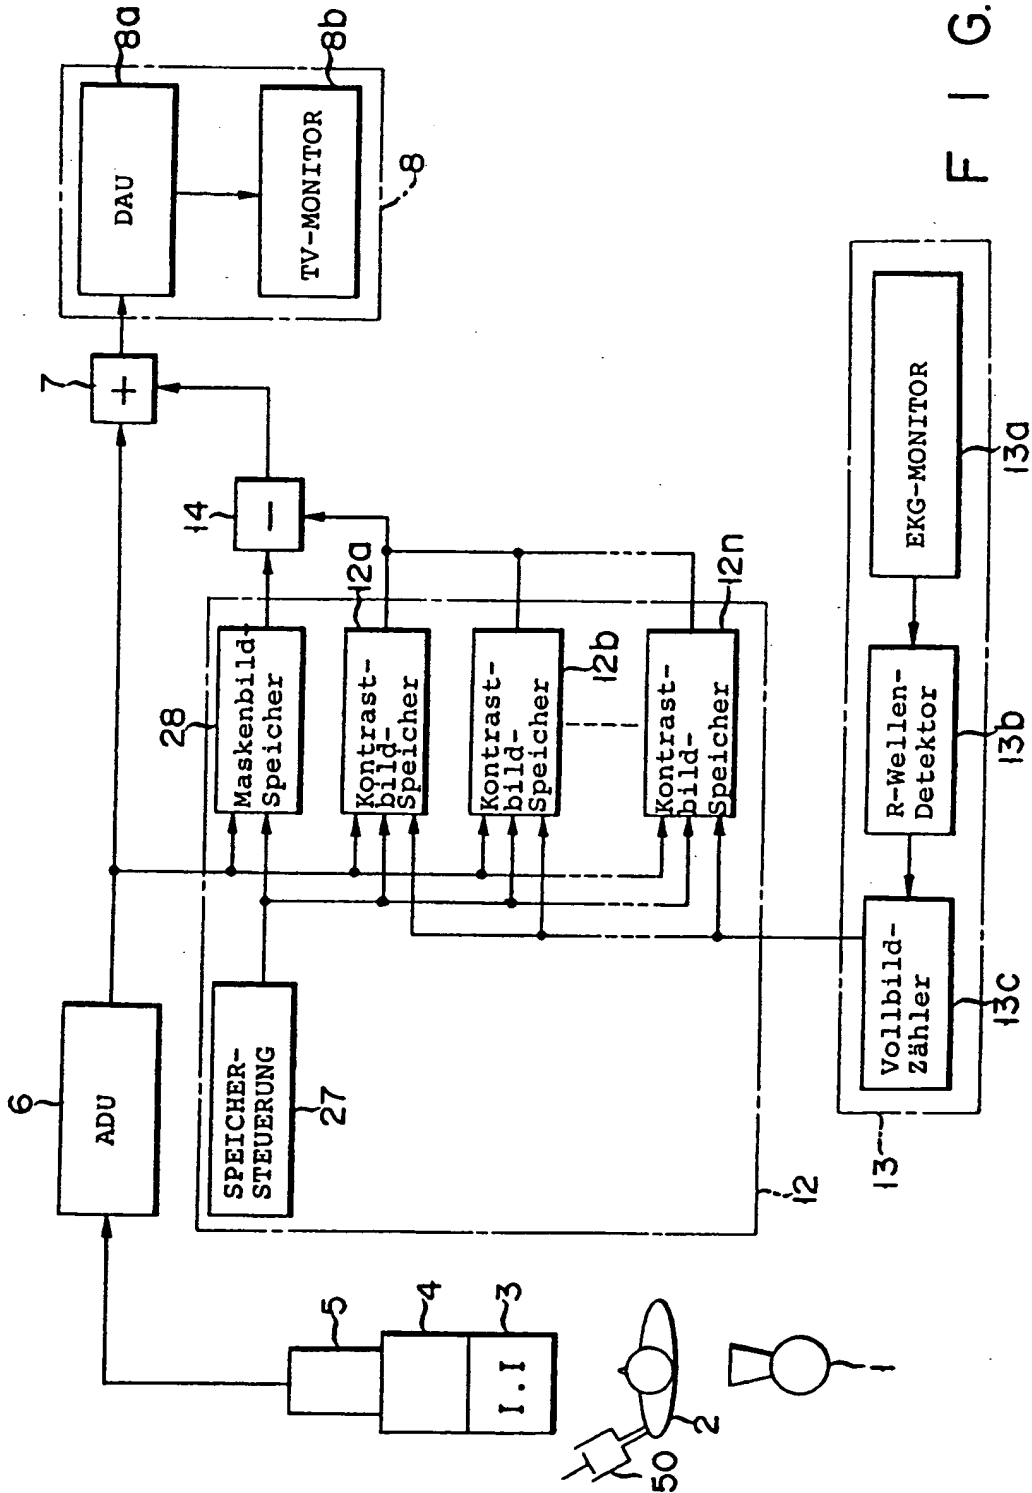 8a
DAU
8b
TV-MONITOR
8
7
+
14
−
6
ADU
28
Maskenbild-
Speicher
12a
Kontrast-
bild-
Speicher
12b
Kontrast-
bild-
Speicher
12n
Kontrast-
bild-
Speicher
SPEICHER-
STEUERUNG
27
12
5
4
3
I.I
2
50
1
EKG-MONITOR
13a
R-Wellen-
Detektor
13b
Vollbild-
Zähler
13c
13
F I G.